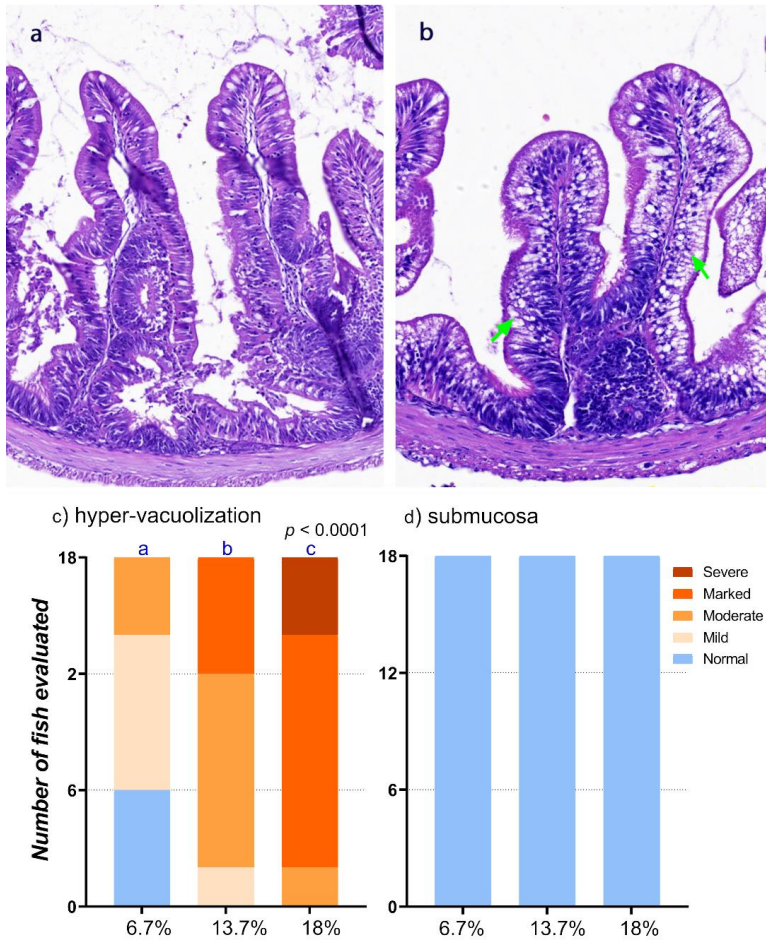 a
b
c) hyper-vacuolization
p < 0.0001
a b c
18
2
6
0
Number of fish evaluated
6.7% 13.7% 18%
d) submucosa
18
12
6
0
6.7% 13.7% 18%
Severe
Marked
Moderate
Mild
Normal